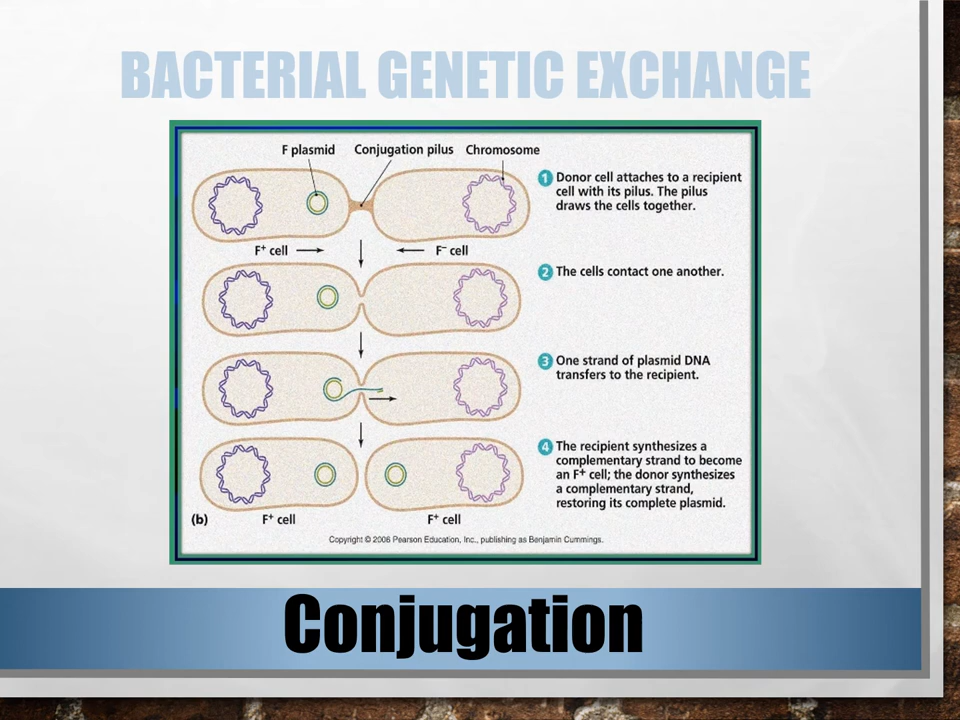 BACTERIAL GENETIC EXCHANGE
F plasmid
Conjugation pilus
Chromosome
1 Donor cell attaches to a recipient
cell with its pilus. The pilus
draws the cells together.
F⁺ cell
F⁻ cell
2 The cells contact one another.
3 One strand of plasmid DNA
transfers to the recipient.
4 The recipient synthesizes a
complementary strand to become
an F⁺ cell; the donor synthesizes
a complementary strand,
restoring its complete plasmid.
(b)
F⁺ cell
F⁺ cell
Copyright © 2006 Pearson Education, Inc., publishing as Benjamin Cummings.
Conjugation